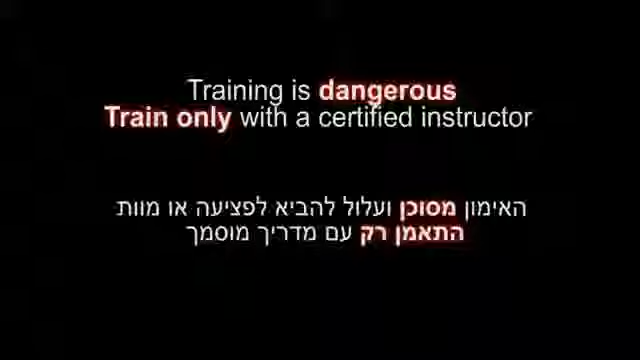 Training is dangerous
Train only with a certified instructor
האימון מסוכן ועלול להביא לפציעה או מוות
התאמן רק עם מדריך מוסמך